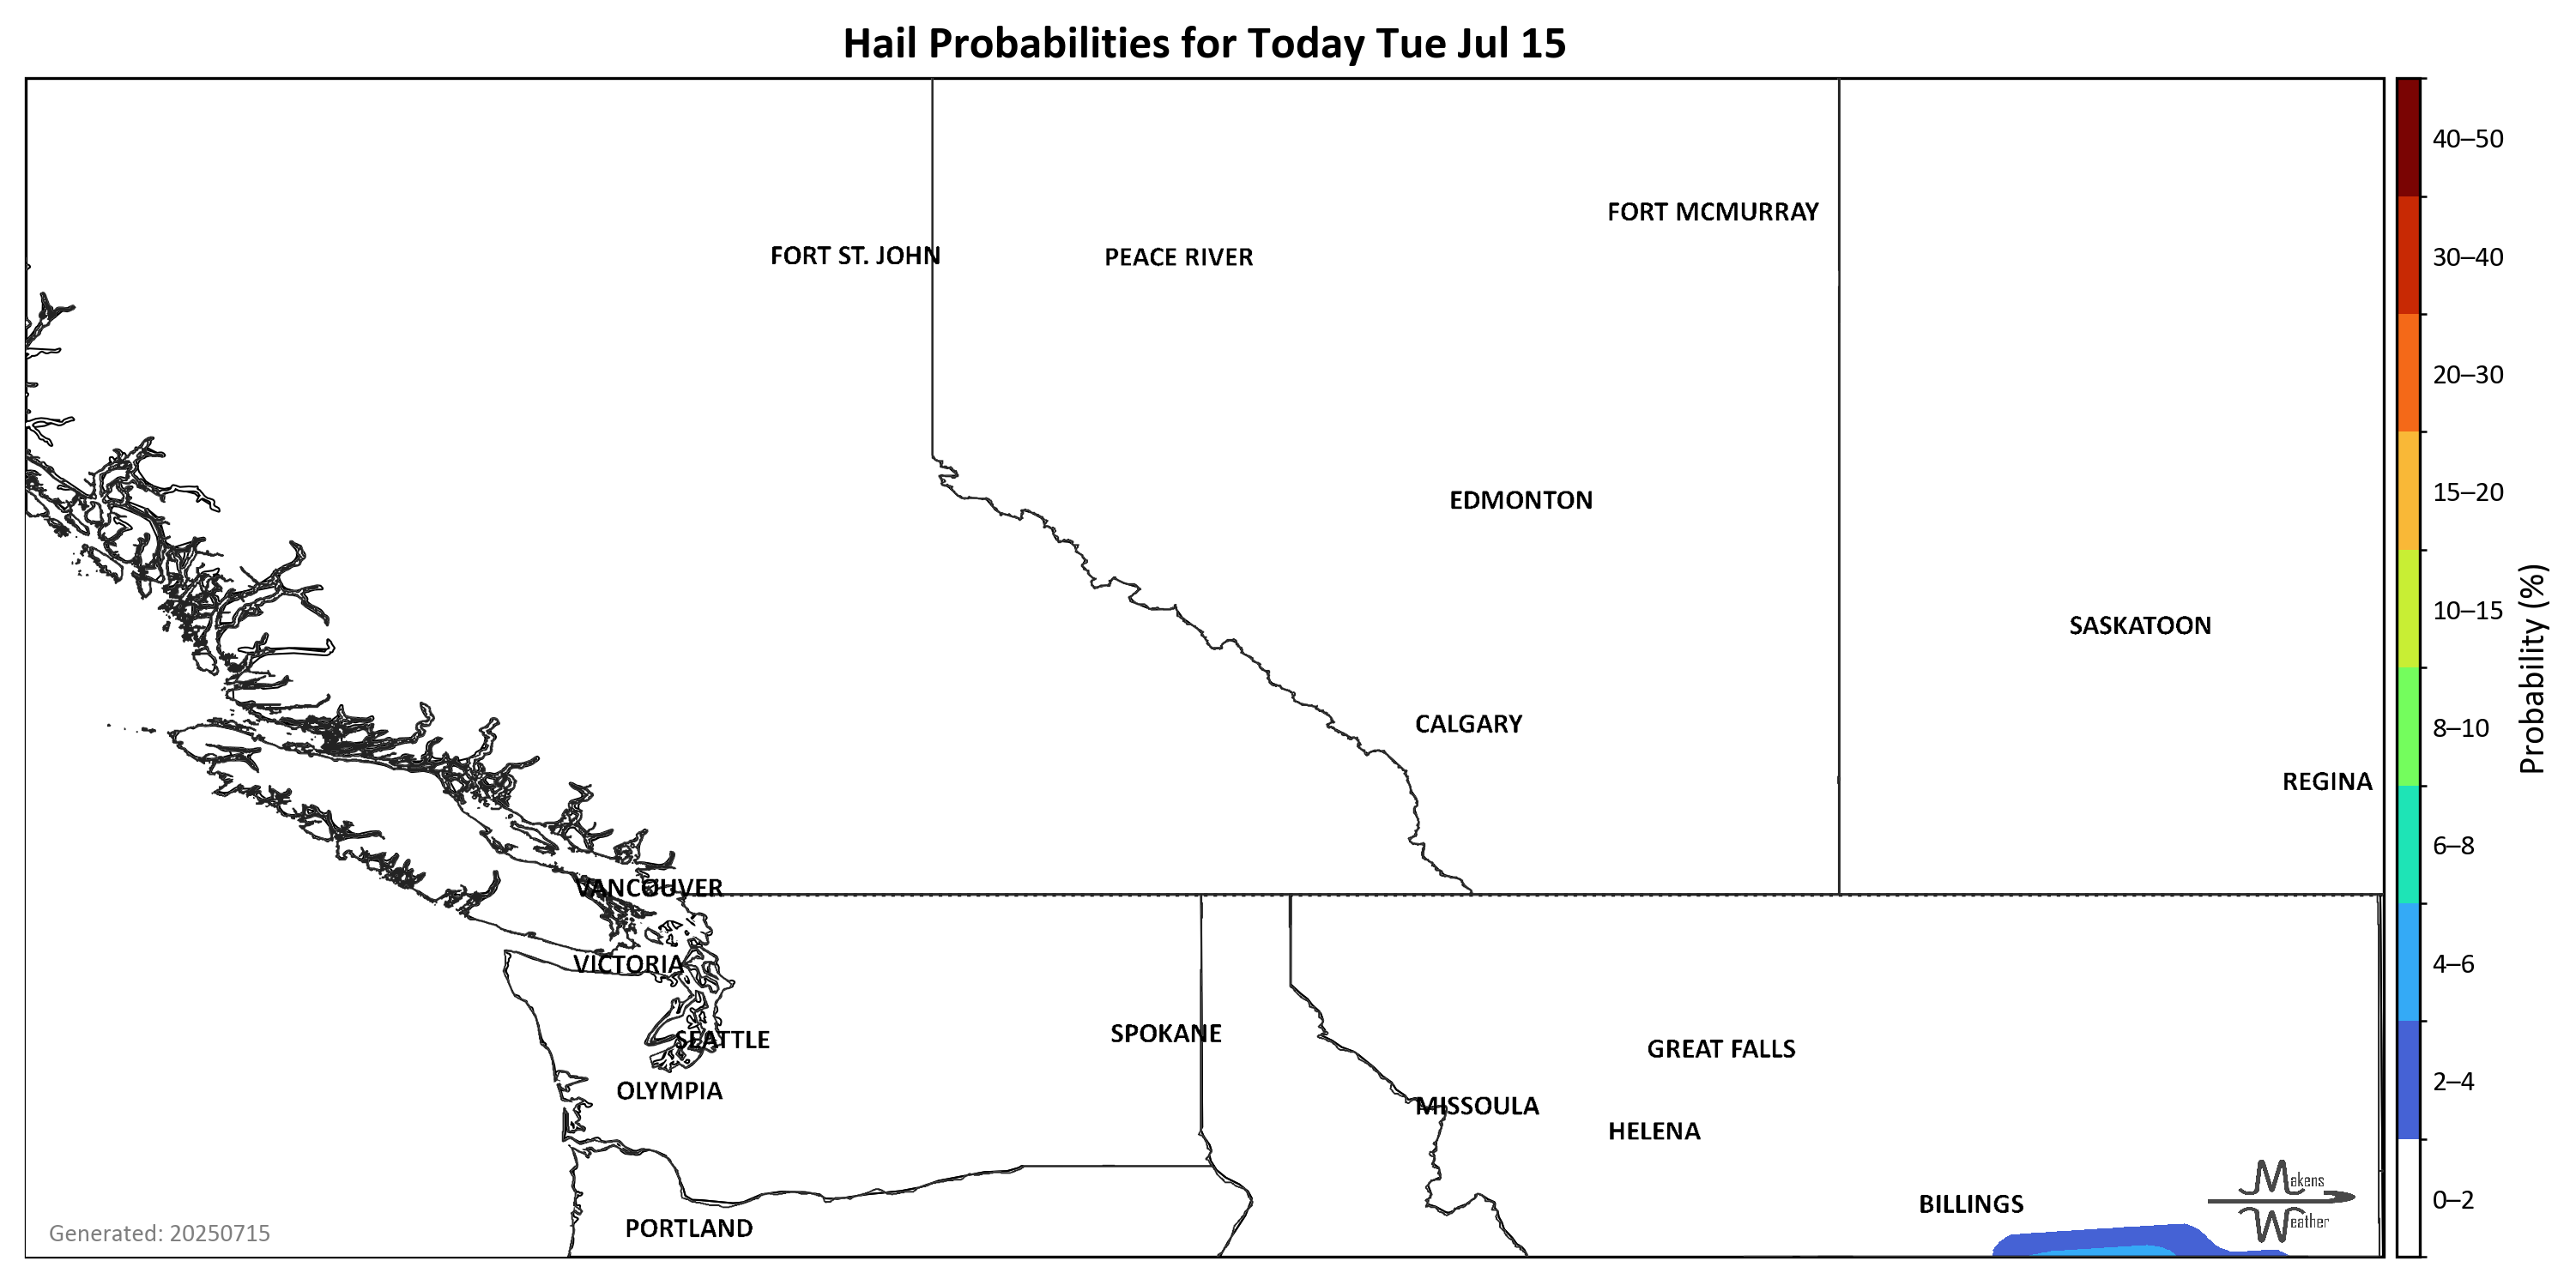 Hail Probabilities for Today Tue Jul 15
40–50
FORT MCMURRAY
FORT ST. JOHN
PEACE RIVER
30–40
20–30
EDMONTON
15–20
10–15
SASKATOON
Probability (%)
CALGARY
8–10
REGINA
6–8
VANCOUVER
VICTORIA
4–6
SEATTLE
SPOKANE
GREAT FALLS
OLYMPIA
2–4
MISSOULA
HELENA
Makens
Weather
BILLINGS
0–2
PORTLAND
Generated: 20250715